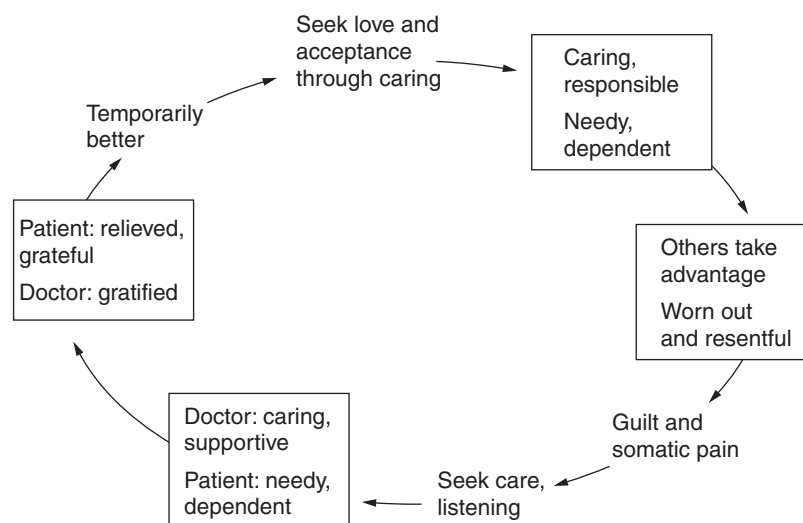 Seek love and
acceptance
through caring
Caring,
responsible
Needy,
dependent
Others take
advantage
Worn out
and resentful
Guilt and
somatic pain
Seek care,
listening
Doctor: caring,
supportive
Patient: needy,
dependent
Patient: relieved,
grateful
Doctor: gratified
Temporarily
better